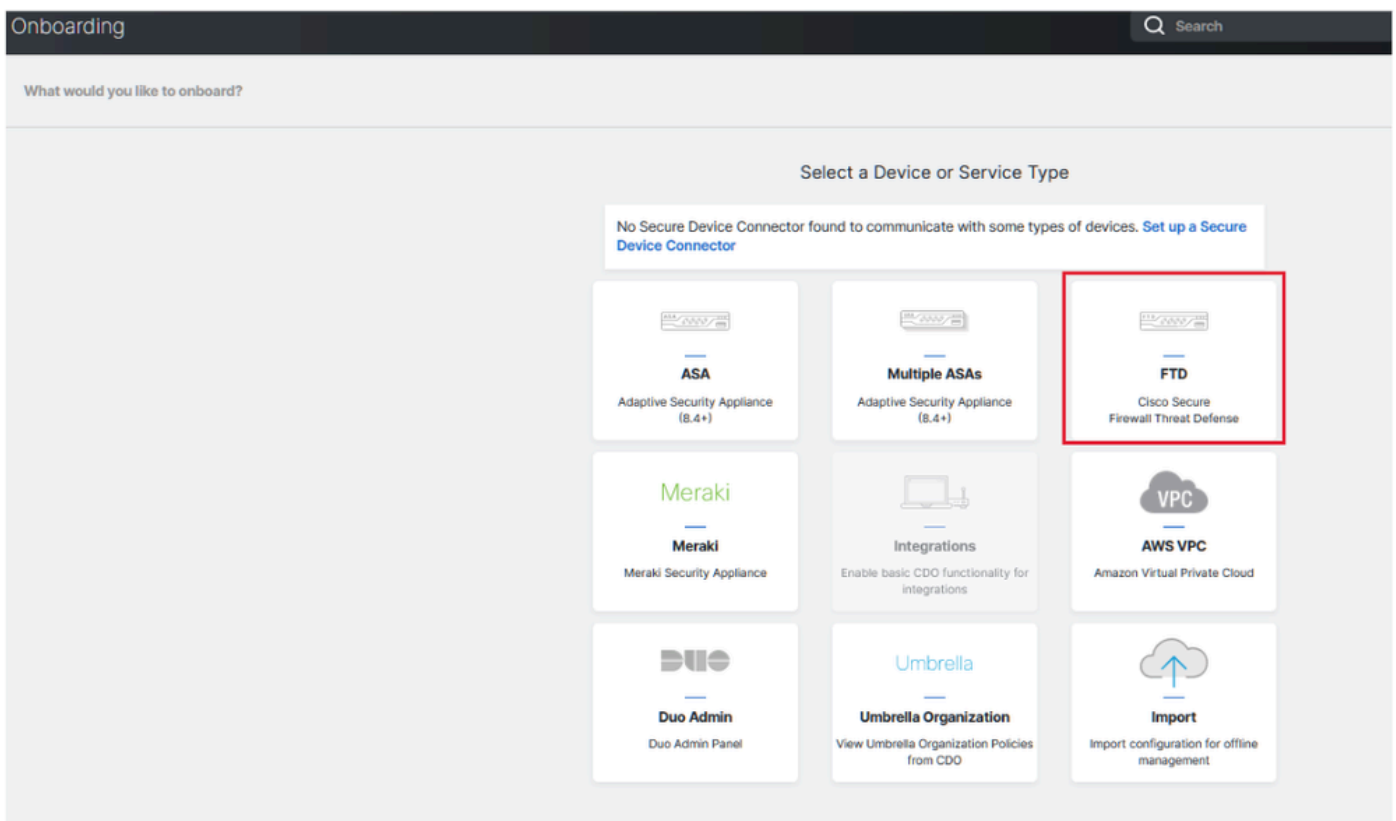 Onboarding
Search
What would you like to onboard?
Select a Device or Service Type
No Secure Device Connector found to communicate with some types of devices. Set up a Secure
Device Connector
ASA
Adaptive Security Appliance
(8.4+)
Multiple ASAs
Adaptive Security Appliance
(8.4+)
FTD
Cisco Secure
Firewall Threat Defense
Meraki
Meraki
Meraki Security Appliance
Integrations
Enable basic CDO functionality for
integrations
VPC
AWS VPC
Amazon Virtual Private Cloud
DUO
Duo Admin
Duo Admin Panel
Umbrella
Umbrella Organization
View Umbrella Organization Policies
from CDO
Import
Import configuration for offline
management